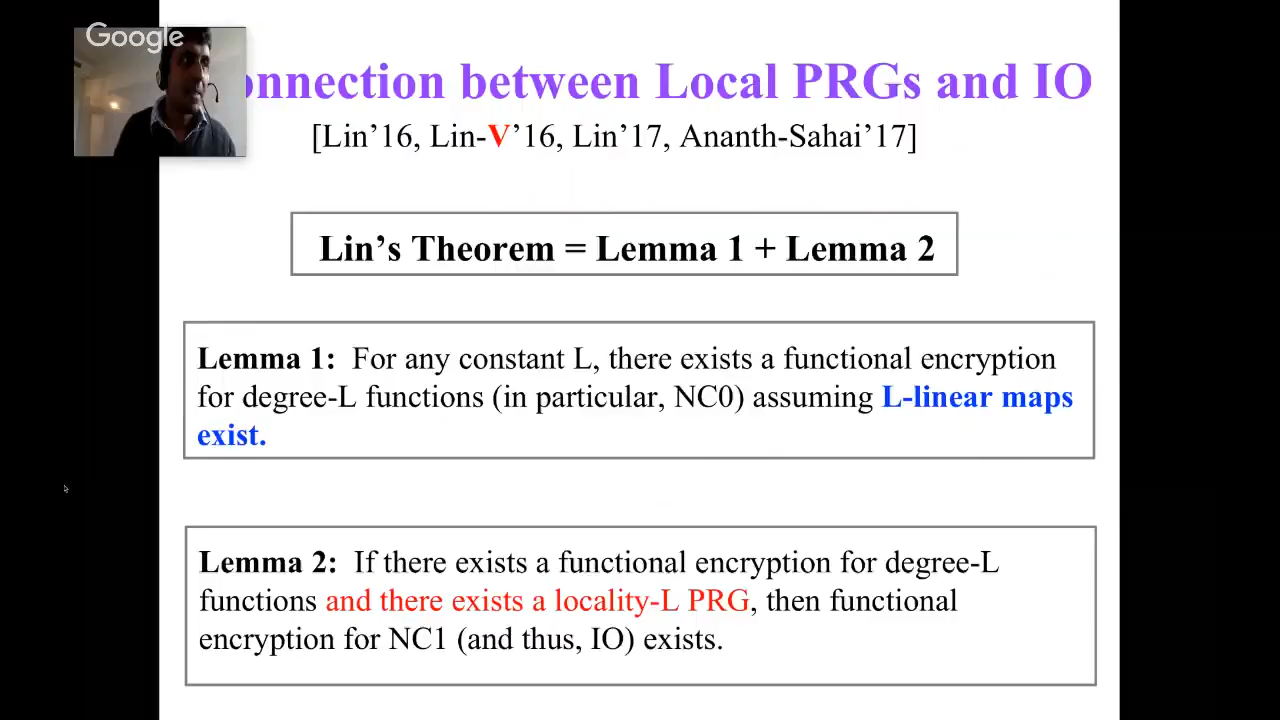 Google
onnection between Local PRGs and IO
[Lin’16, Lin-V’16, Lin’17, Ananth-Sahai’17]
Lin’s Theorem = Lemma 1 + Lemma 2
Lemma 1: For any constant L, there exists a functional encryption
for degree-L functions (in particular, NC0) assuming L-linear maps
exist.
Lemma 2: If there exists a functional encryption for degree-L
functions and there exists a locality-L PRG, then functional
encryption for NC1 (and thus, IO) exists.